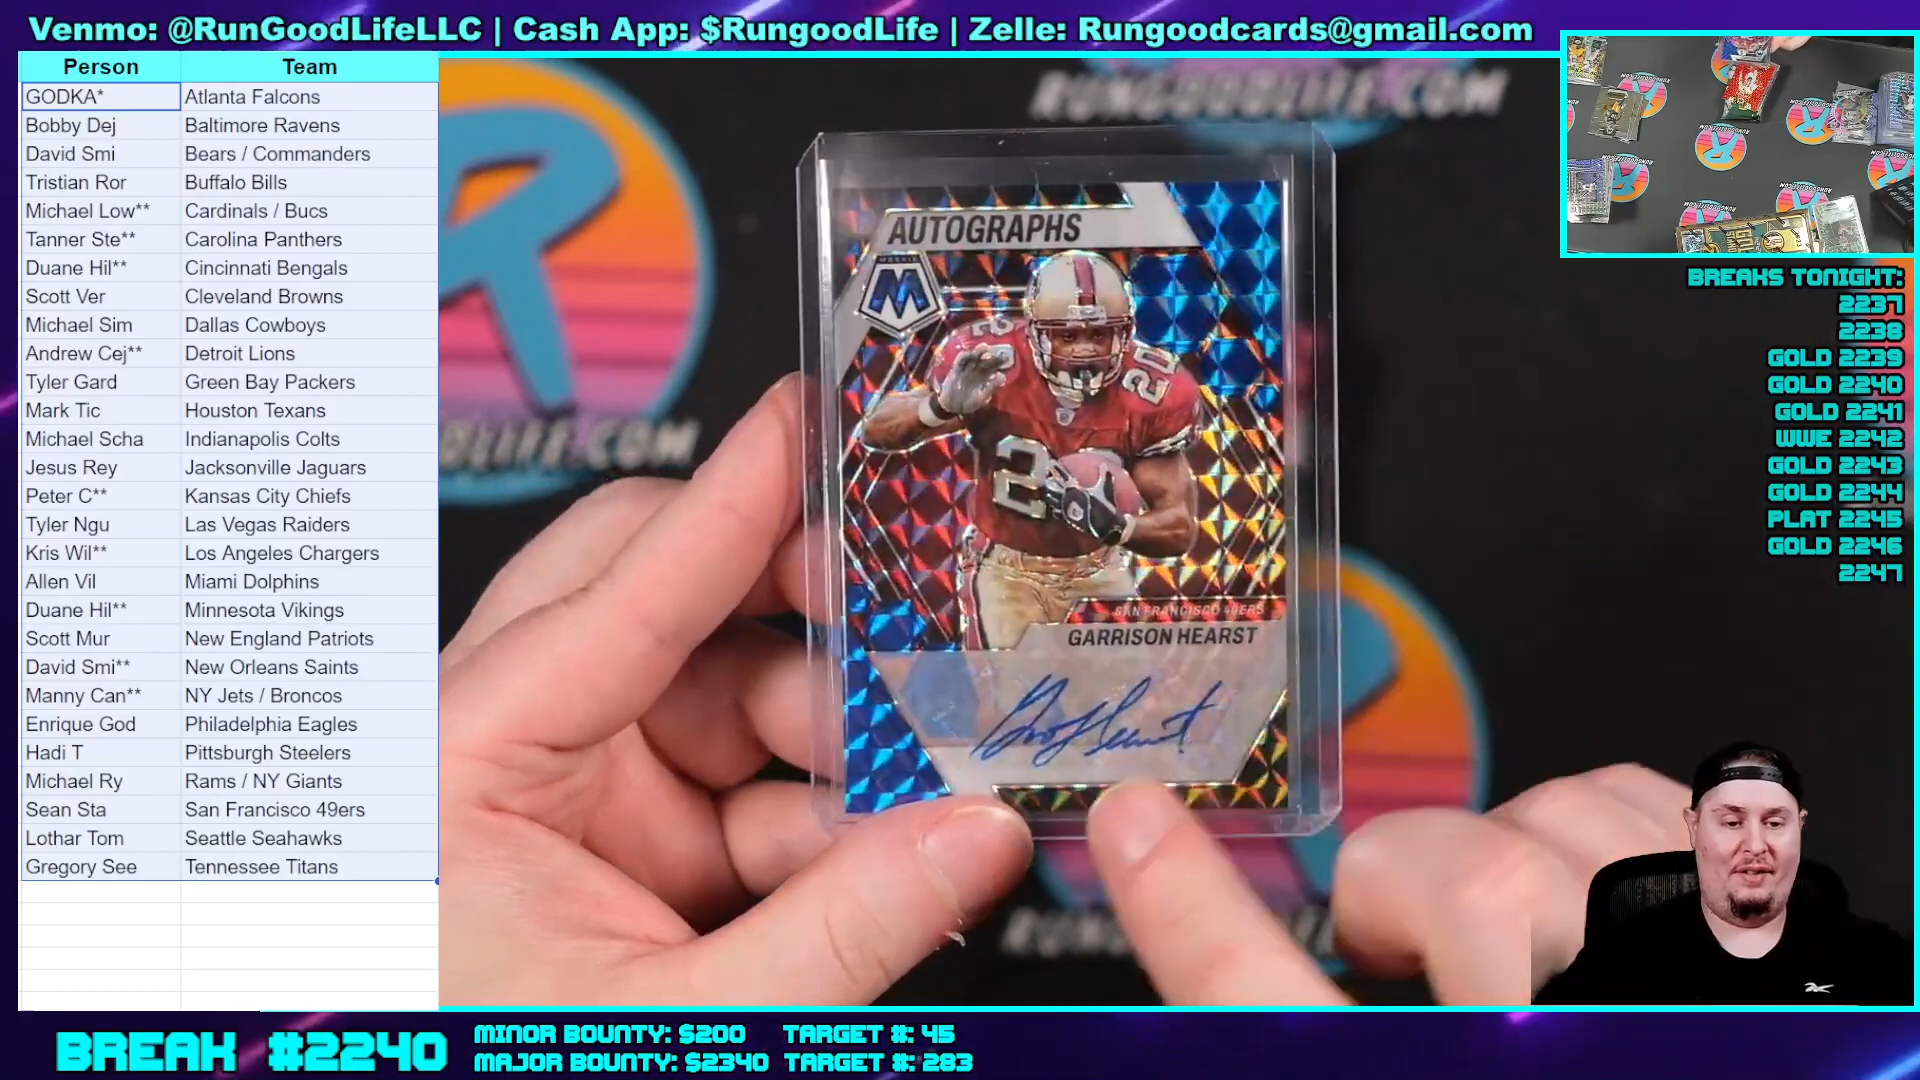 Venmo: @RunGoodLifeLLC | Cash App: $RungoodLife | Zelle: Rungoodcards@gmail.com
Person Team
GODKA* Atlanta Falcons
Bobby Dej Baltimore Ravens
David Smi Bears / Commanders
Tristian Ror Buffalo Bills
Michael Low** Cardinals / Bucs
Tanner Ste** Carolina Panthers
Duane Hil** Cincinnati Bengals
Scott Ver Cleveland Browns
Michael Sim Dallas Cowboys
Andrew Cej** Detroit Lions
Tyler Gard Green Bay Packers
Mark Tic Houston Texans
Michael Scha Indianapolis Colts
Jesus Rey Jacksonville Jaguars
Peter C** Kansas City Chiefs
Tyler Ngu Las Vegas Raiders
Kris Wil** Los Angeles Chargers
Allen Vil Miami Dolphins
Duane Hil** Minnesota Vikings
Scott Mur New England Patriots
David Smi** New Orleans Saints
Manny Can** NY Jets / Broncos
Enrique God Philadelphia Eagles
Hadi T Pittsburgh Steelers
Michael Ry Rams / NY Giants
Sean Sta San Francisco 49ers
Lothar Tom Seattle Seahawks
Gregory See Tennessee Titans
RUNGOODLIFE.COM
AUTOGRAPHS
MOSAIC
M
20
20
SAN FRANCISCO 49ERS
GARRISON HEARST
BREAKS TONIGHT:
2237
2238
GOLD 2239
GOLD 2240
GOLD 2241
WWE 2242
GOLD 2243
GOLD 2244
PLAT 2245
GOLD 2246
2247
BREAK #2240
MINOR BOUNTY: $200 TARGET #: 45
MAJOR BOUNTY: $2340 TARGET #: 283